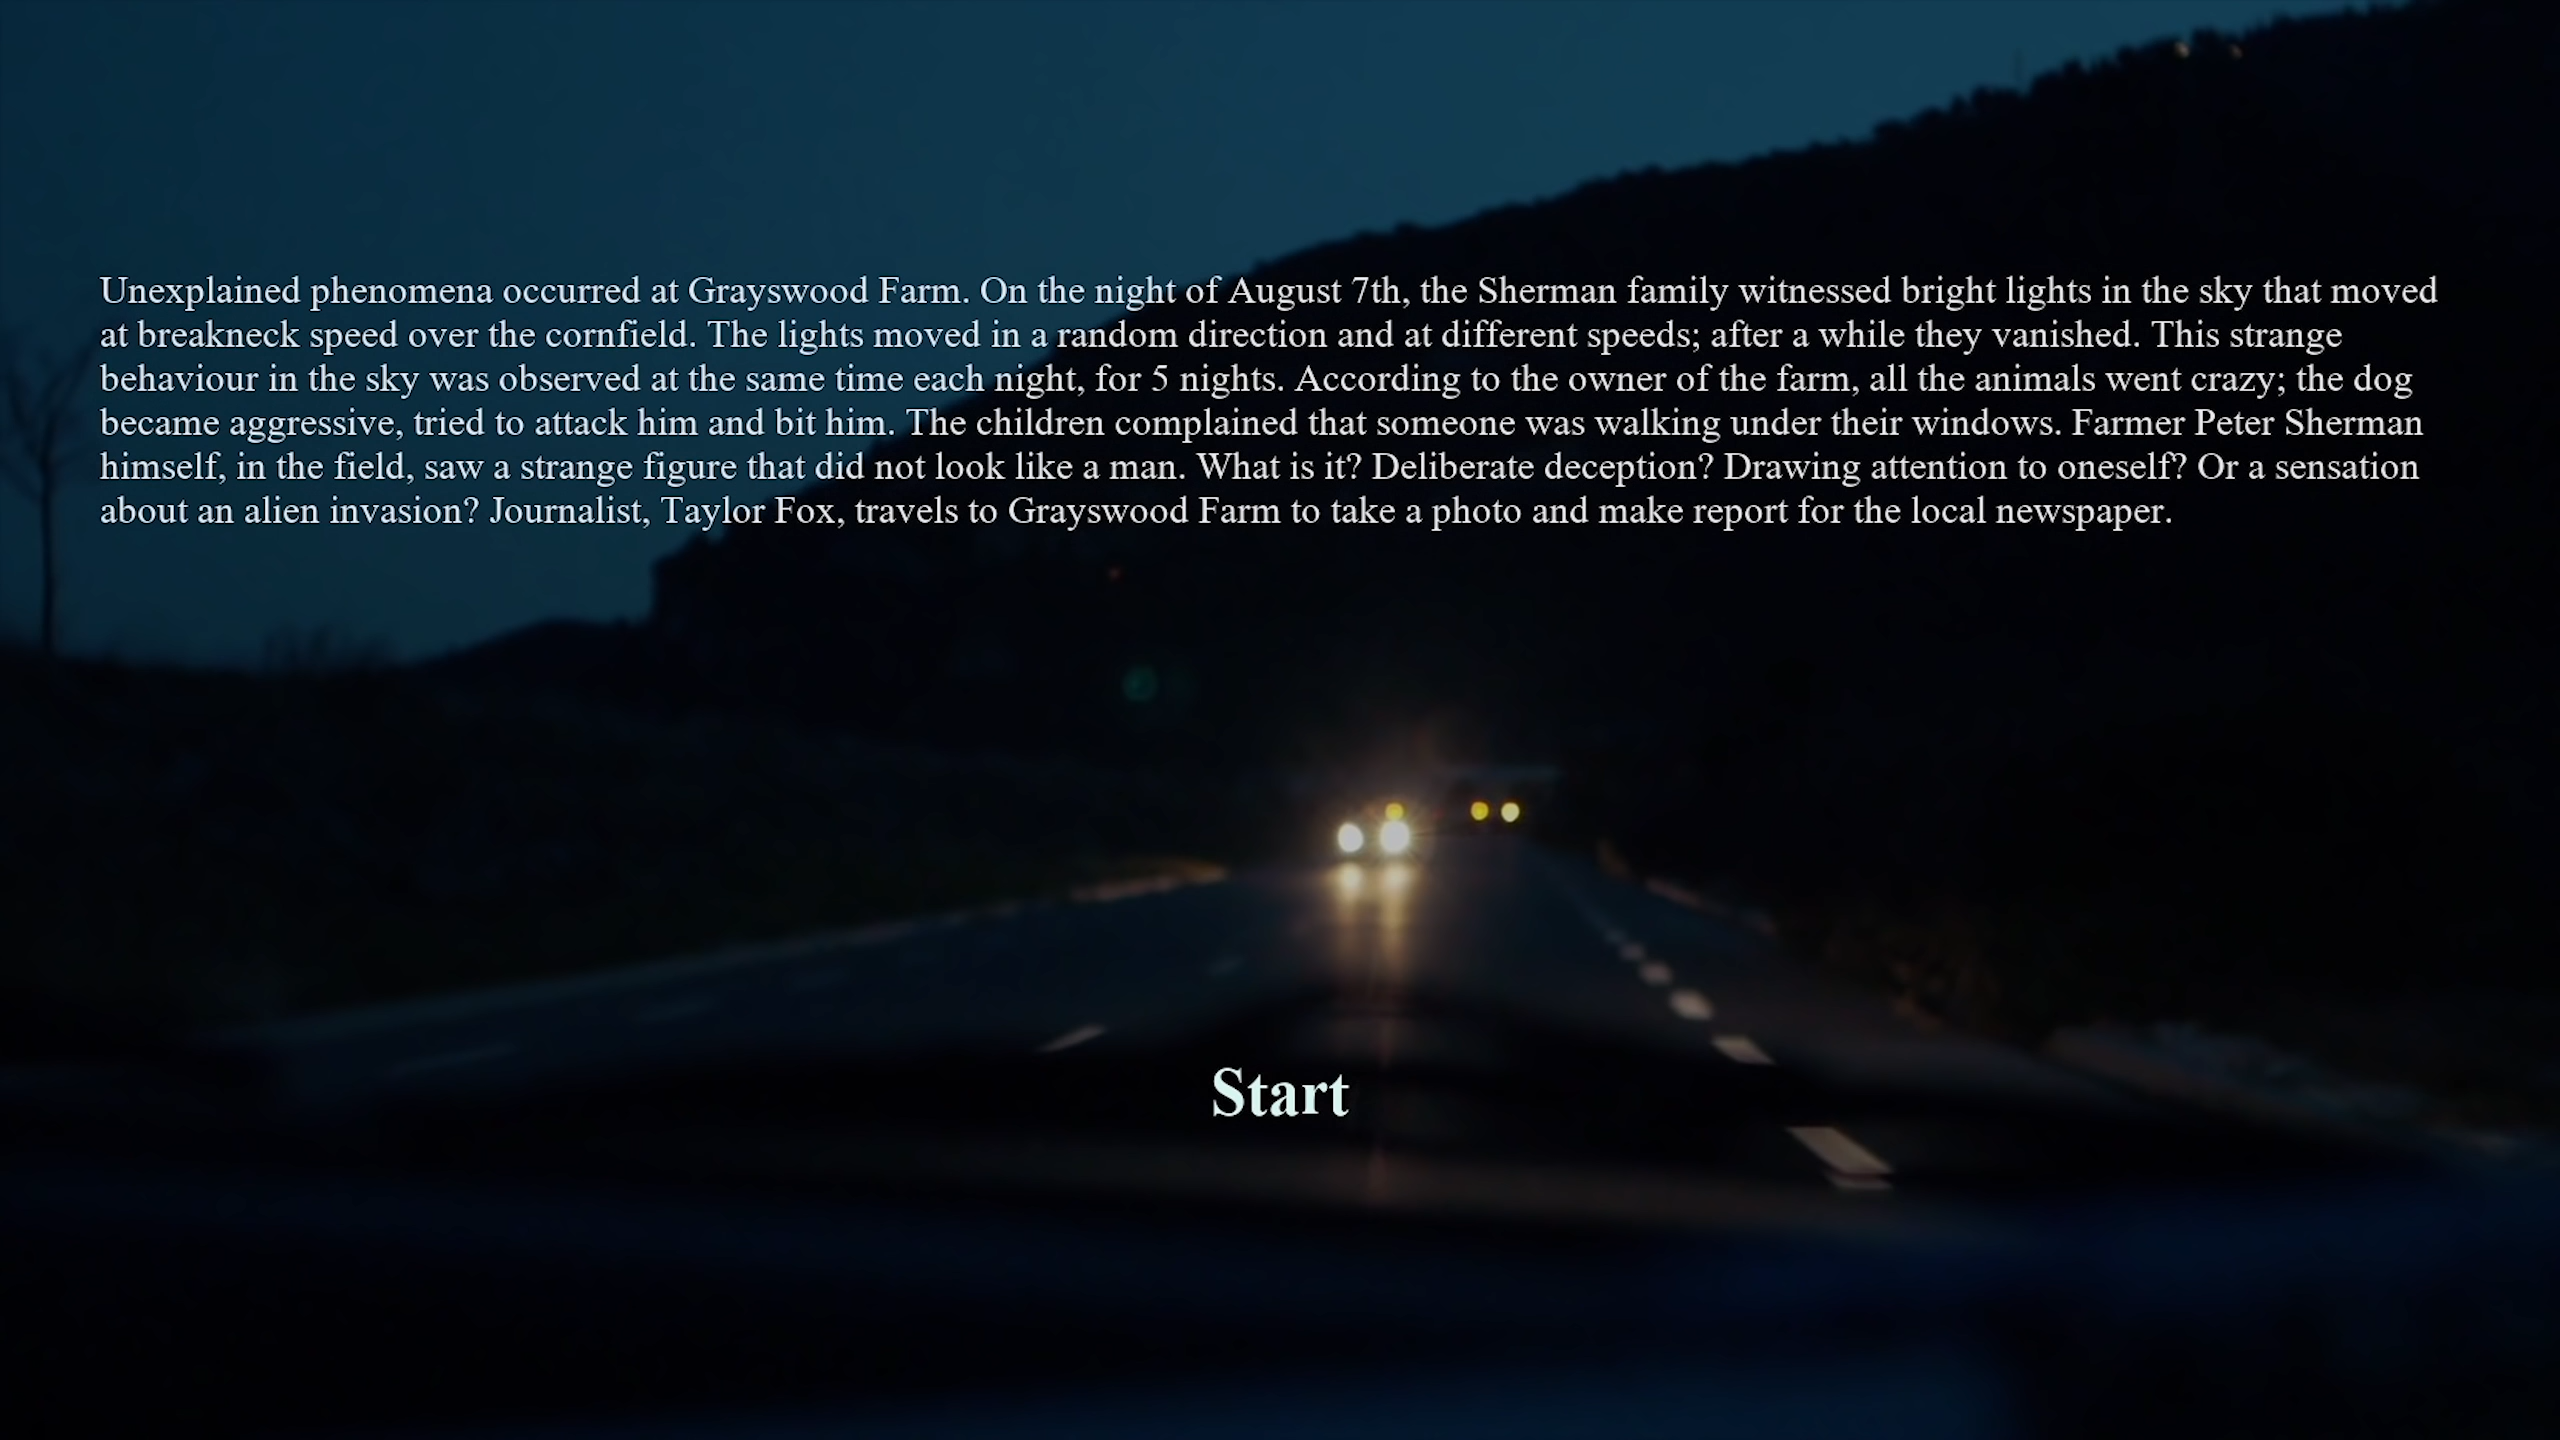 Unexplained phenomena occurred at Grayswood Farm. On the night of August 7th, the Sherman family witnessed bright lights in the sky that moved
at breakneck speed over the cornfield. The lights moved in a random direction and at different speeds; after a while they vanished. This strange
behaviour in the sky was observed at the same time each night, for 5 nights. According to the owner of the farm, all the animals went crazy; the dog
became aggressive, tried to attack him and bit him. The children complained that someone was walking under their windows. Farmer Peter Sherman
himself, in the field, saw a strange figure that did not look like a man. What is it? Deliberate deception? Drawing attention to oneself? Or a sensation
about an alien invasion? Journalist, Taylor Fox, travels to Grayswood Farm to take a photo and make report for the local newspaper.
Start